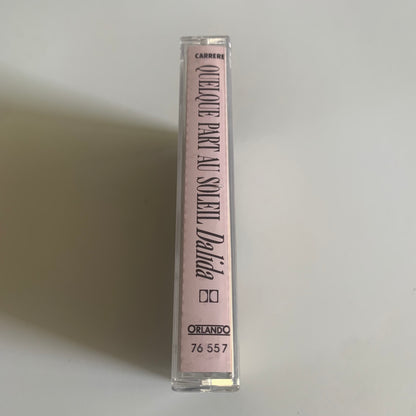 CARRERE
QUELQUE PART AU SOLEIL Dalida
ORLANDO
76 557